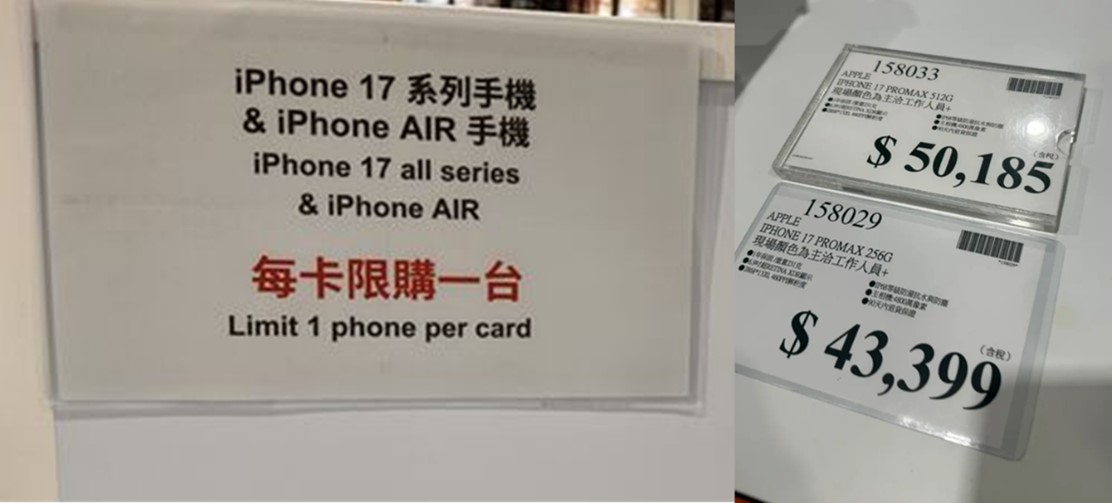 iPhone 17 系列手機
& iPhone AIR 手機
iPhone 17 all series
& iPhone AIR
每卡限購一台
Limit 1 phone per card
158033
APPLE
IPHONE 17 PROMAX 512G
現場顏色為主洽工作人員+
(含稅)
$ 50,185
158029
APPLE
IPHONE 17 PROMAX 256G
現場顏色為主洽工作人員+
(含稅)
$ 43,399